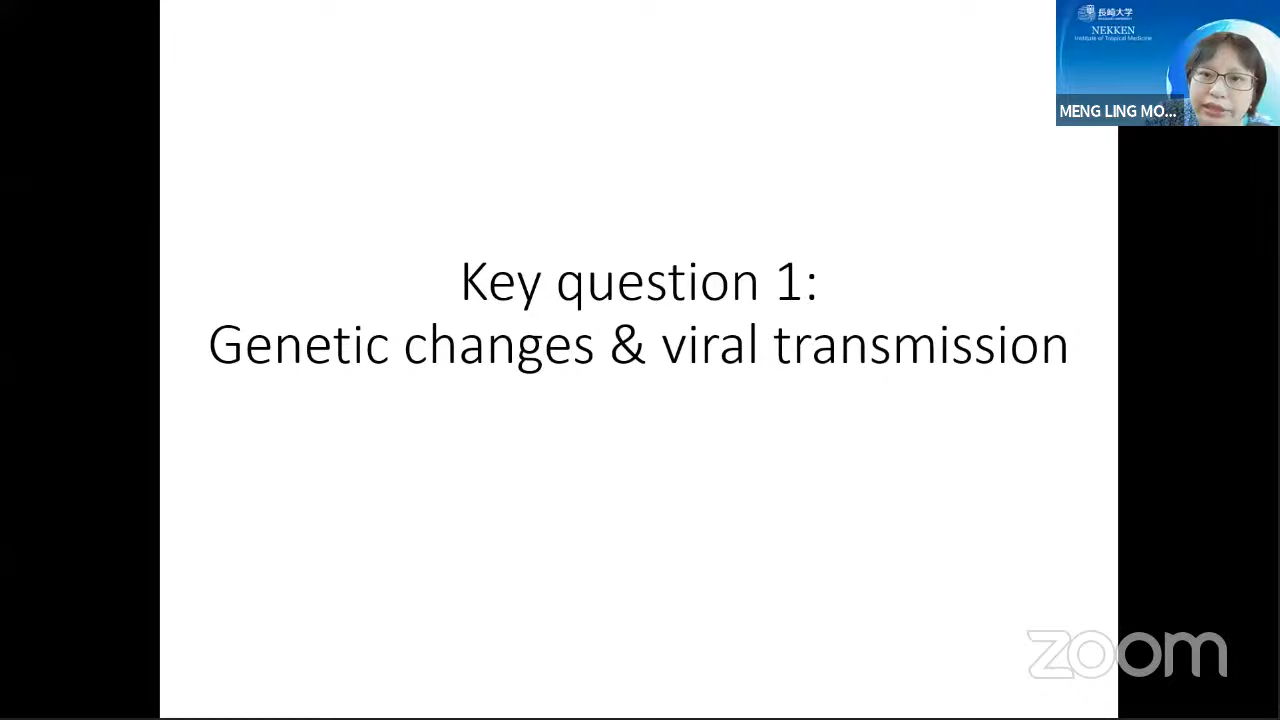 長崎大学
NEKKEN
Institute of Tropical Medicine
MENG LING MO...
Key question 1:
Genetic changes & viral transmission
zoom